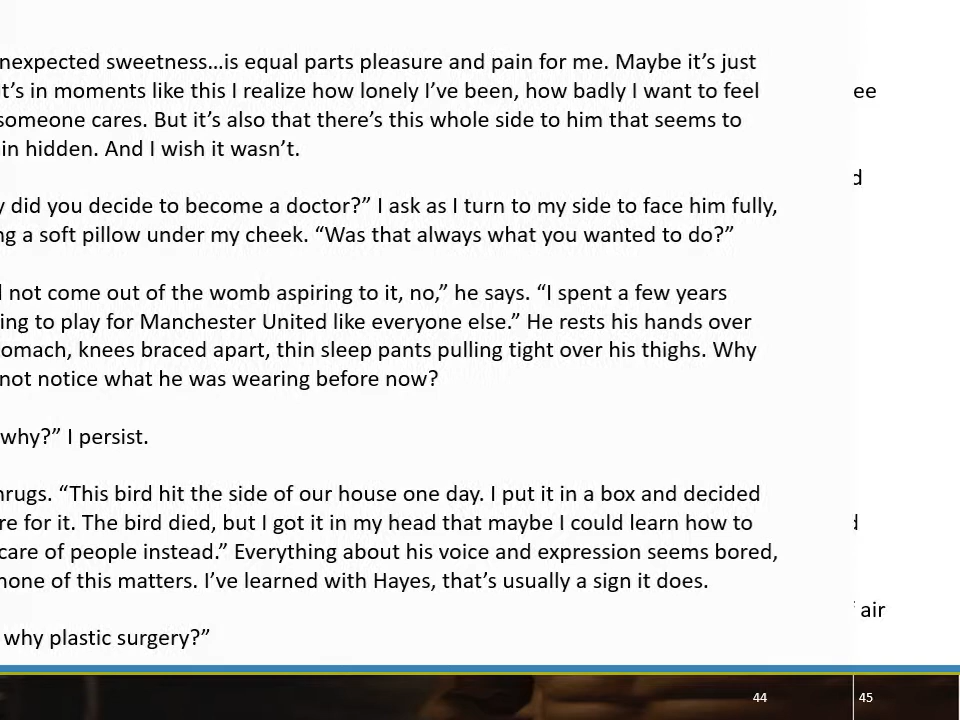 nexpected sweetness…is equal parts pleasure and pain for me. Maybe it’s just
t’s in moments like this I realize how lonely I’ve been, how badly I want to feel
someone cares. But it’s also that there’s this whole side to him that seems to
in hidden. And I wish it wasn’t.
y did you decide to become a doctor?” I ask as I turn to my side to face him fully,
ng a soft pillow under my cheek. “Was that always what you wanted to do?”
not come out of the womb aspiring to it, no,” he says. “I spent a few years
ing to play for Manchester United like everyone else.” He rests his hands over
omach, knees braced apart, thin sleep pants pulling tight over his thighs. Why
not notice what he was wearing before now?
why?” I persist.
hrugs. “This bird hit the side of our house one day. I put it in a box and decided
re for it. The bird died, but I got it in my head that maybe I could learn how to
care of people instead.” Everything about his voice and expression seems bored,
none of this matters. I’ve learned with Hayes, that’s usually a sign it does.
why plastic surgery?”
ee
d
d
air
44
45